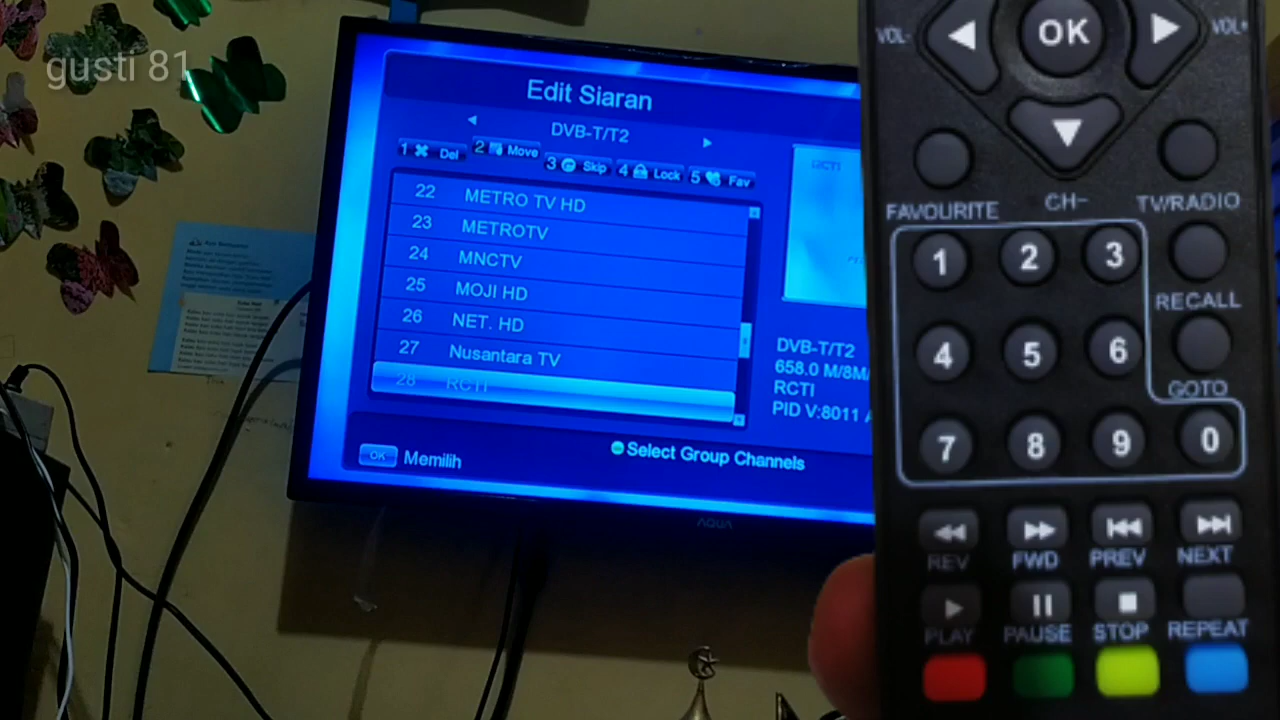 gusti 81
Edit Siaran
DVB-T/T2
1 Del 2 Move 3 Skip 4 Lock 5 Fav
22 METRO TV HD
23 METROTV
24 MNCTV
25 MOJI HD
26 NET. HD
27 Nusantara TV
28 RCTI
RCTI
DVB-T/T2
658.0 M/8M
RCTI
PID V:8011
OK Memilih
Select Group Channels
AQUA
VOL- OK VOL+
FAVOURITE CH- TV/RADIO
1 2 3
RECALL
4 5 6
GOTO
7 8 9 0
REV FWD PREV NEXT
PLAY PAUSE STOP REPEAT